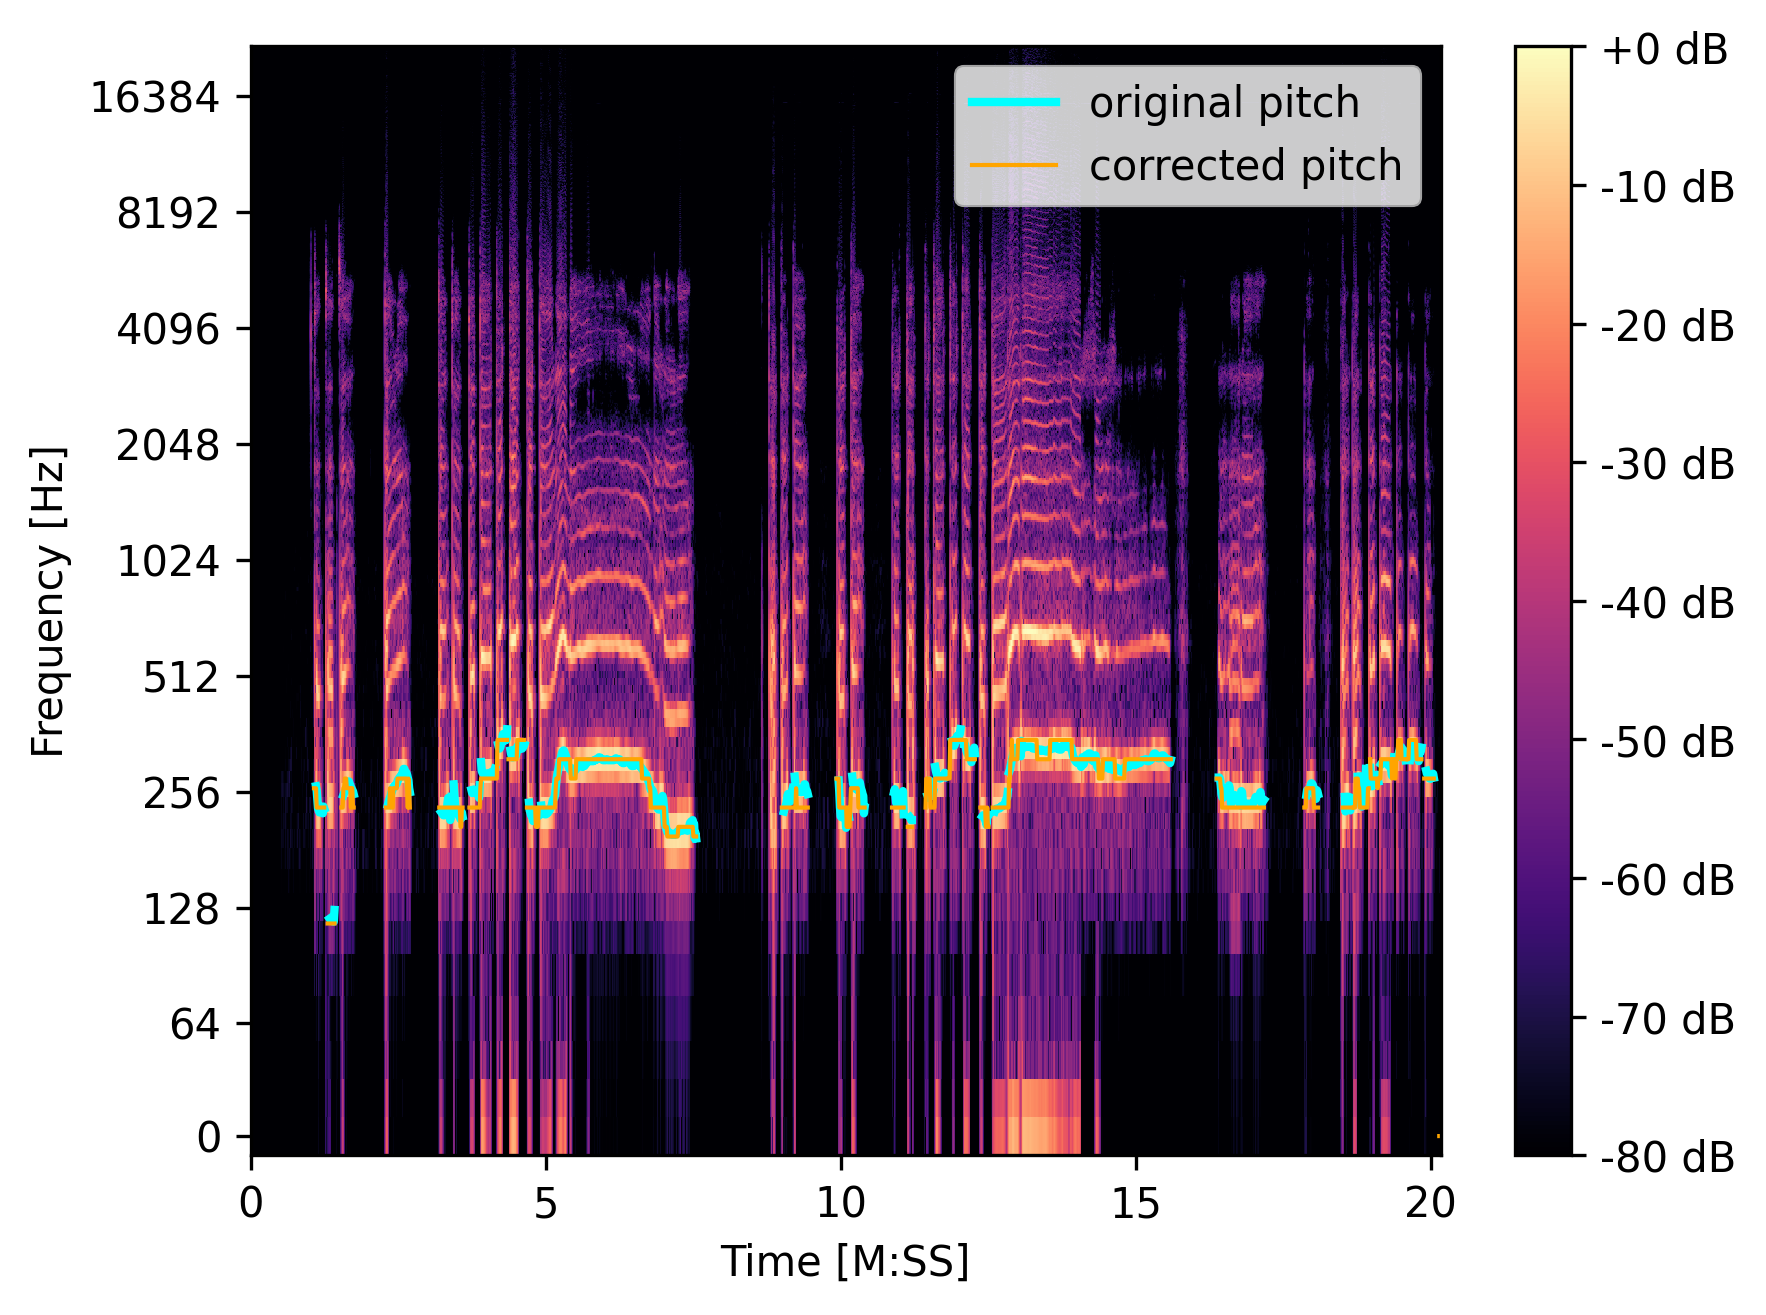 original pitch
corrected pitch
Frequency [Hz]
16384
8192
4096
2048
1024
512
256
128
64
0
0 5 10 15 20
Time [M:SS]
+0 dB
-10 dB
-20 dB
-30 dB
-40 dB
-50 dB
-60 dB
-70 dB
-80 dB